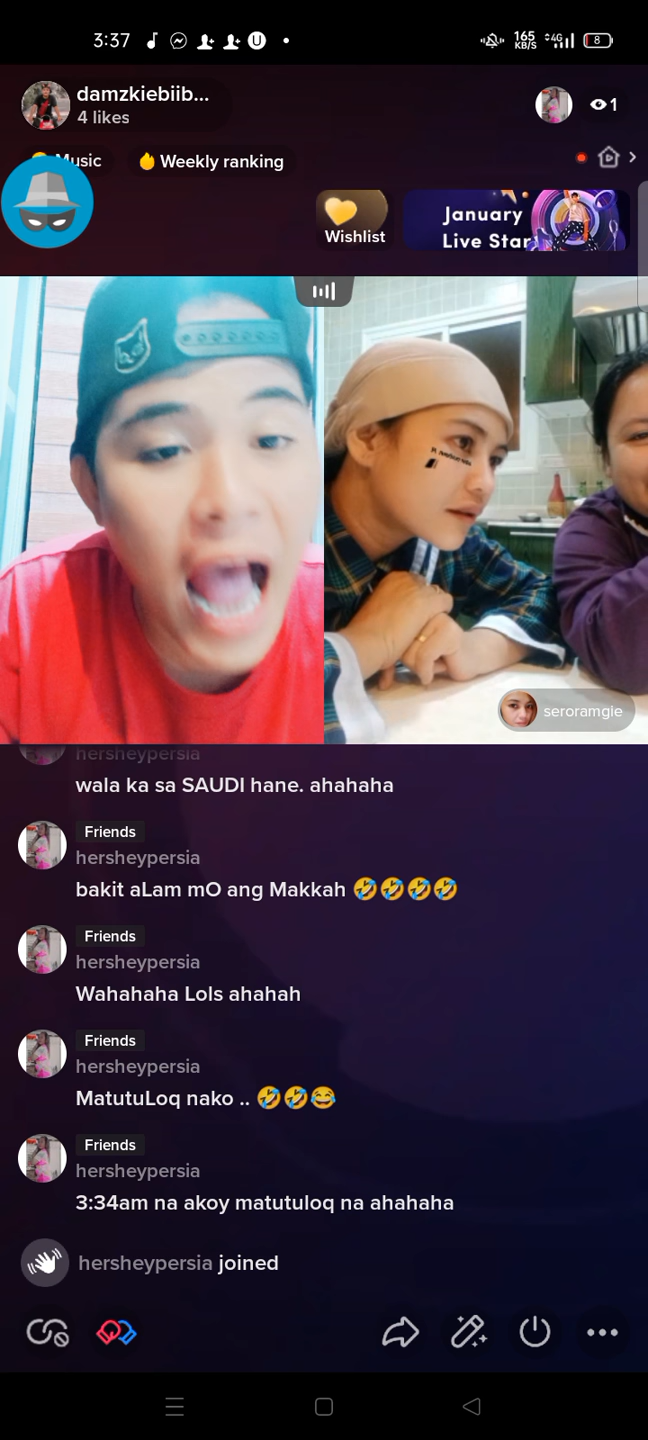 3:37
U
165
KB/S
4G
8
damzkiebiib...
4 likes
1
Music
Weekly ranking
Wishlist
January
Live Star
seroramgie
hersheypersia
wala ka sa SAUDI hane. ahahaha
Friends
hersheypersia
bakit aLam mO ang Makkah 🤣🤣🤣🤣
Friends
hersheypersia
Wahahaha Lols ahahah
Friends
hersheypersia
MatutuLoq nako .. 🤣🤣😂
Friends
hersheypersia
3:34am na akoy matutuloq na ahahaha
hersheypersia joined